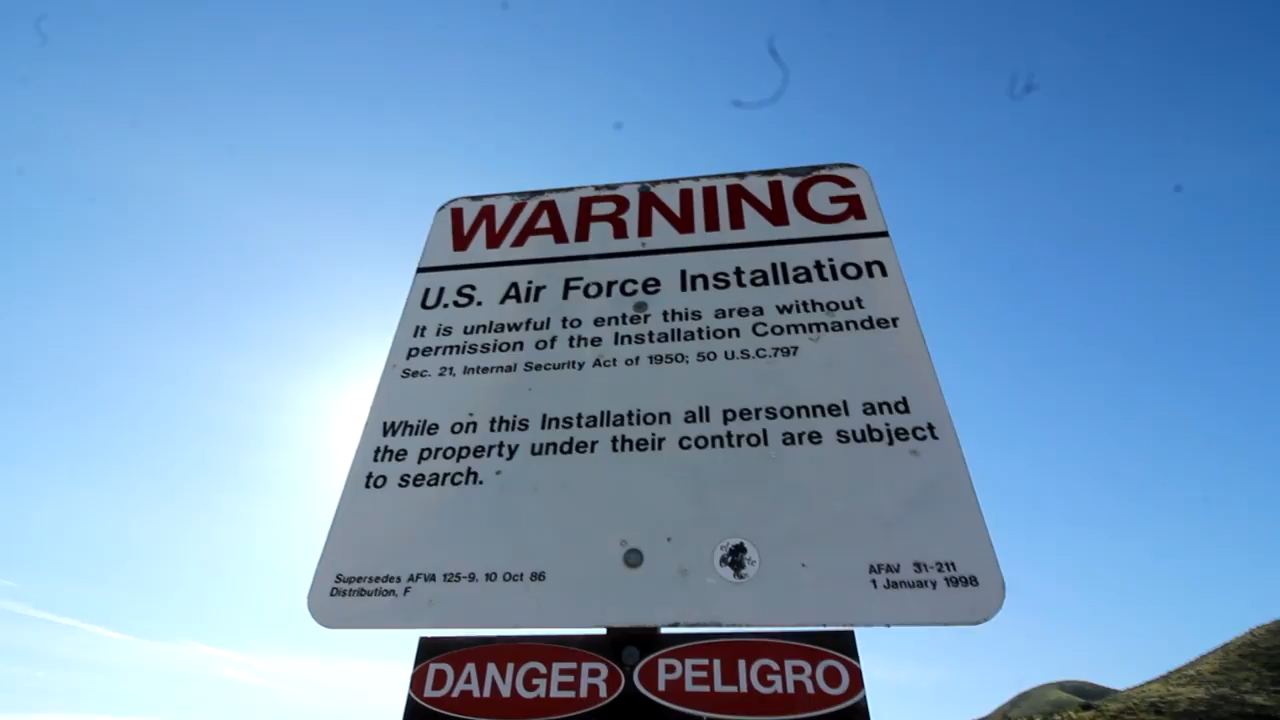 WARNING
U.S. Air Force Installation
It is unlawful to enter this area without
permission of the Installation Commander
Sec. 21, Internal Security Act of 1950; 50 U.S.C.797
While on this Installation all personnel and
the property under their control are subject
to search.
Supersedes AFVA 125-9, 10 Oct 86
Distribution, F
AFAV 31-211
1 January 1998
DANGER
PELIGRO